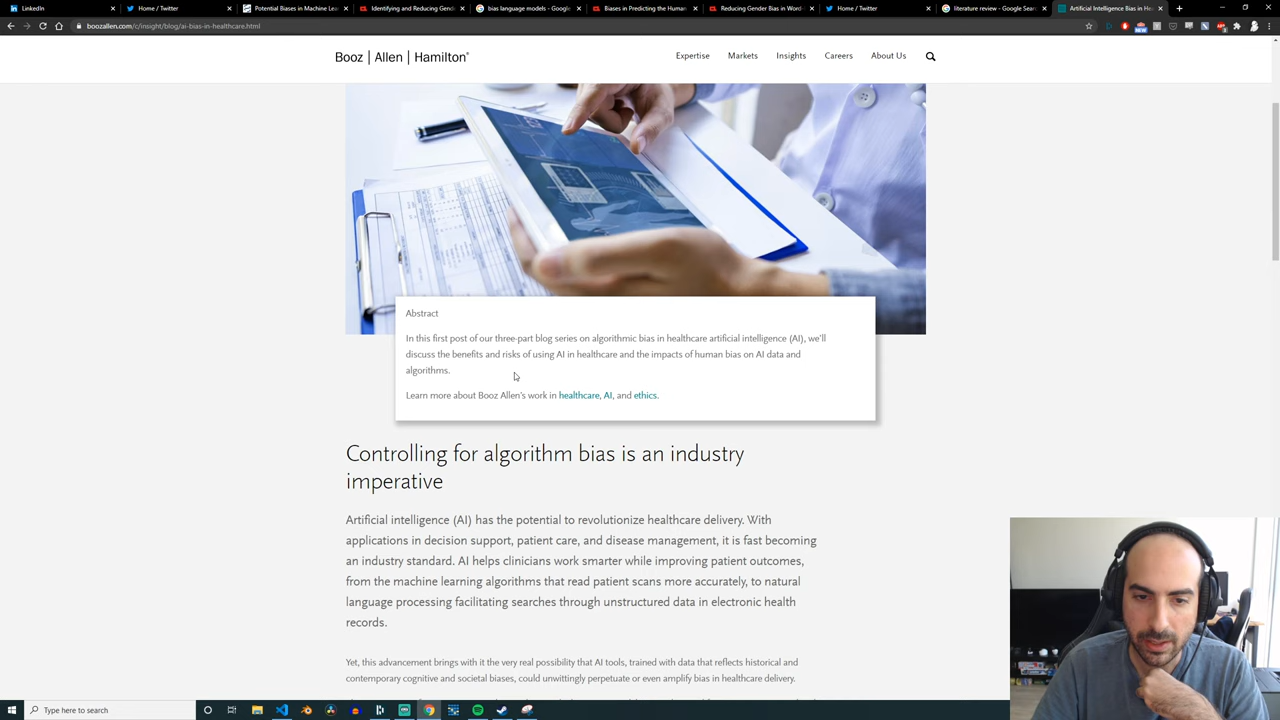 LinkedIn
Home / Twitter
Potential Biases in Machine Lea
Identifying and Reducing Gende
bias language models - Google
Biases in Predicting the Human
Reducing Gender Bias in Word-
Home / Twitter
literature review - Google Sear
Artificial Intelligence Bias in He
boozallen.com/c/insight/blog/ai-bias-in-healthcare.html
Booz | Allen | Hamilton®
Expertise
Markets
Insights
Careers
About Us
Abstract
In this first post of our three-part blog series on algorithmic bias in healthcare artificial intelligence (AI), we'll
discuss the benefits and risks of using AI in healthcare and the impacts of human bias on AI data and
algorithms.
Learn more about Booz Allen's work in healthcare, AI, and ethics.
Controlling for algorithm bias is an industry
imperative
Artificial intelligence (AI) has the potential to revolutionize healthcare delivery. With
applications in decision support, patient care, and disease management, it is fast becoming
an industry standard. AI helps clinicians work smarter while improving patient outcomes,
from the machine learning algorithms that read patient scans more accurately, to natural
language processing facilitating searches through unstructured data in electronic health
records.
Yet, this advancement brings with it the very real possibility that AI tools, trained with data that reflects historical and
contemporary cognitive and societal biases, could unwittingly perpetuate or even amplify bias in healthcare delivery.
Type here to search